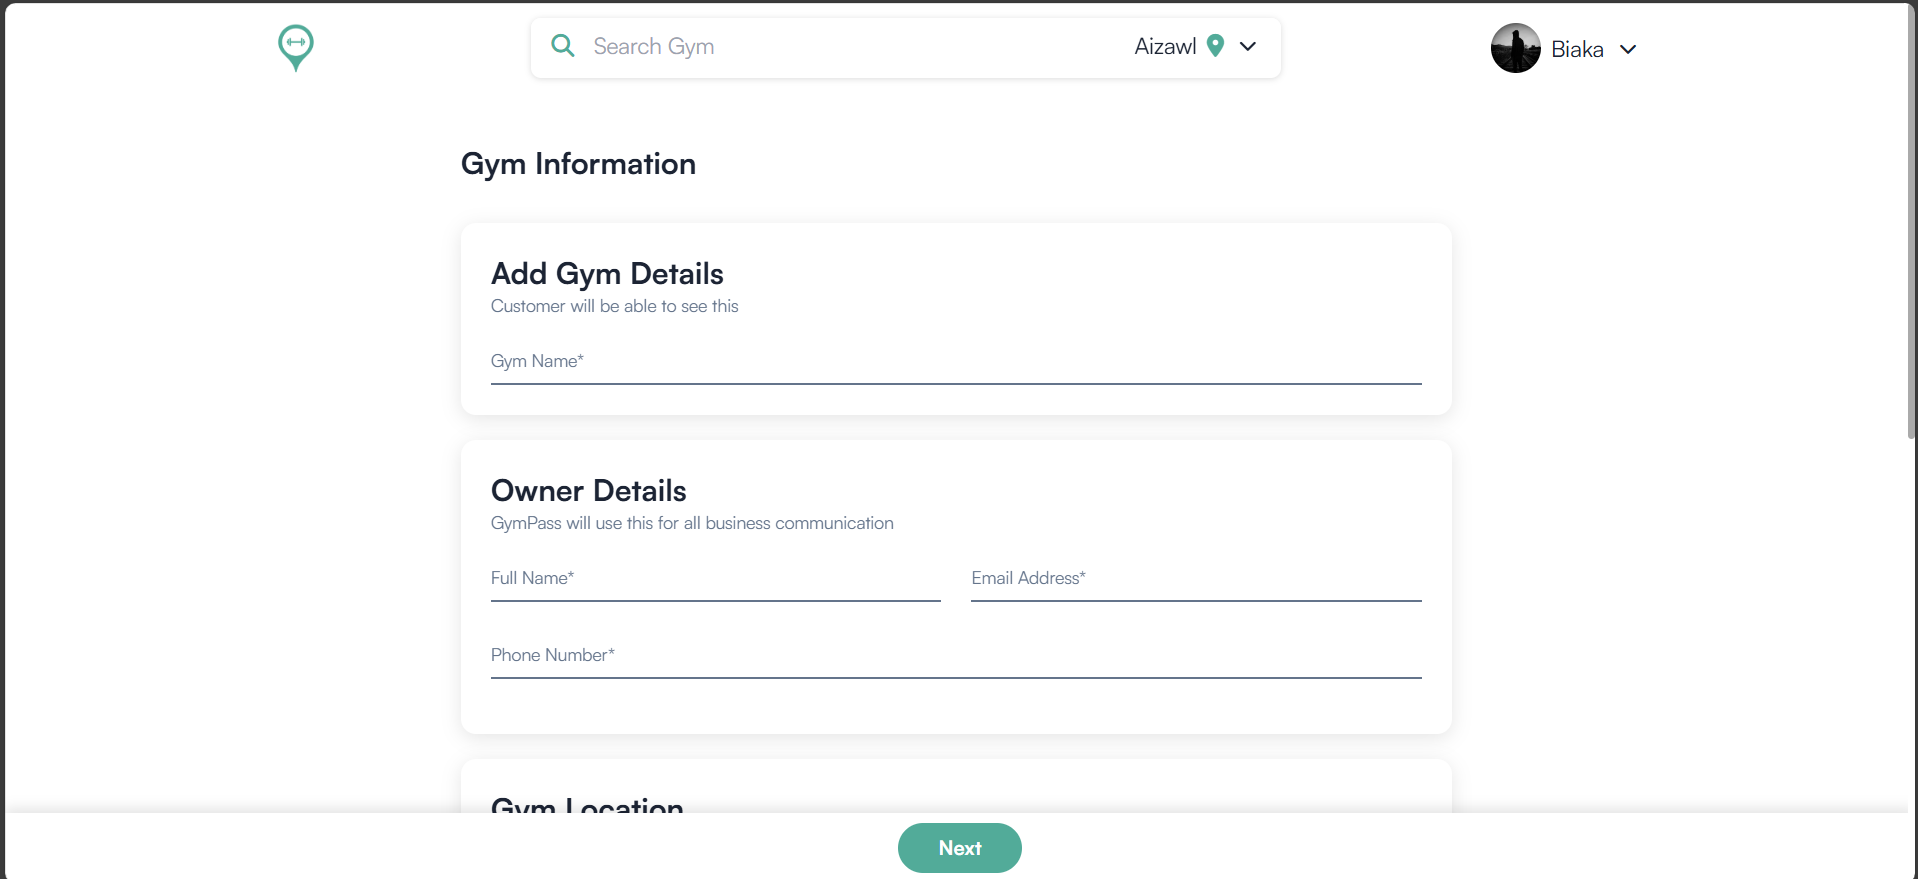 Search Gym
Aizawl
Biaka
Gym Information
Add Gym Details
Customer will be able to see this
Gym Name*
Owner Details
GymPass will use this for all business communication
Full Name*
Email Address*
Phone Number*
Gym Location
Next